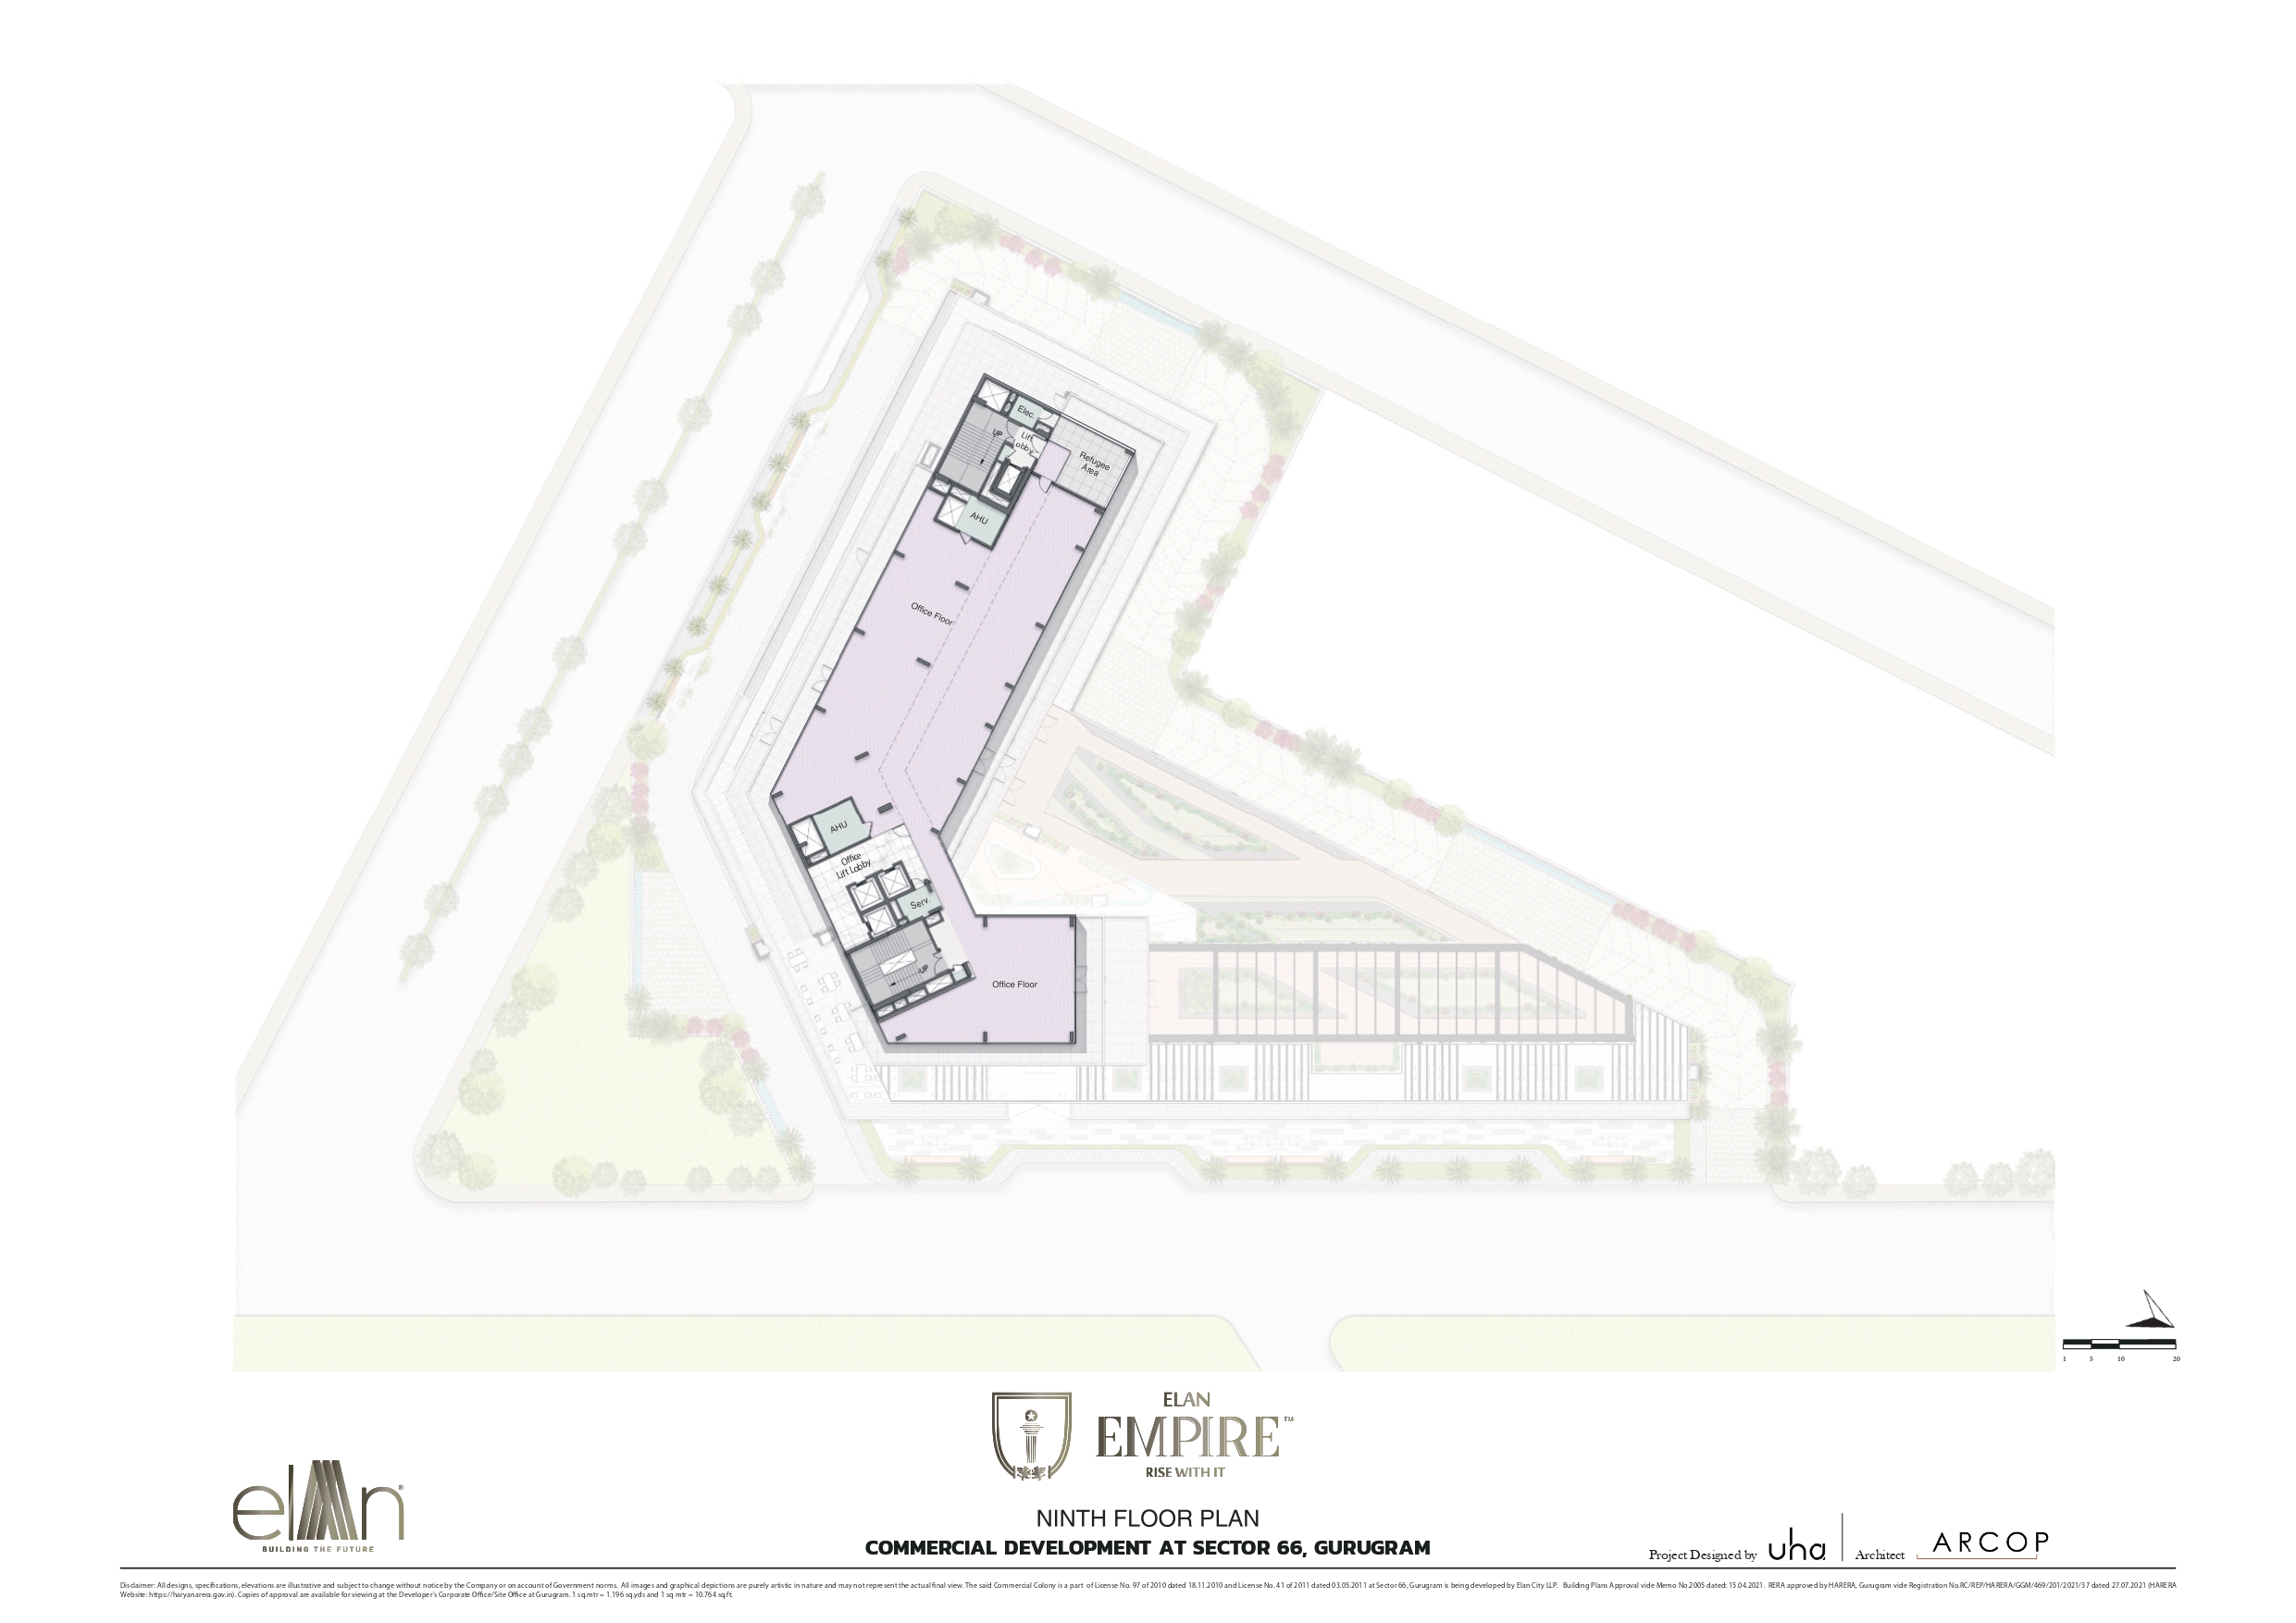 Elec.
UP
Lift
Lobby
Refugee
Area
AHU
Office Floor
AHU
Office
Lift Lobby
Serv.
UP
Office Floor
1 5 10 20
ELAN
EMPIRE™
RISE WITH IT
elan®
BUILDING THE FUTURE
NINTH FLOOR PLAN
COMMERCIAL DEVELOPMENT AT SECTOR 66, GURUGRAM
Project Designed by uha Architect ARCOP
Disclaimer: All designs, specifications, elevations are illustrative and subject to change without notice by the Company or on account of Government norms. All images and graphical depictions are purely artistic in nature and may not represent the actual final view. The said Commercial Colony is a part of License No. 97 of 2010 dated 18.11.2010 and License No. 41 of 2011 dated 03.05.2011 at Sector 66, Gurugram is being developed by Elan City LLP. Building Plans Approval vide Memo No.2005 dated: 15.04.2021. RERA approved by HARERA, Gurugram vide Registration No.RC/REP/HARERA/GGM/469/201/2021/37 dated 27.07.2021 (HARERA
Website: https://haryanarera.gov.in). Copies of approval are available for viewing at the Developer's Corporate Office/Site Office at Gurugram. 1 sq.mtr = 1.196 sq.yds and 1 sq mtr = 10.764 sq.ft.